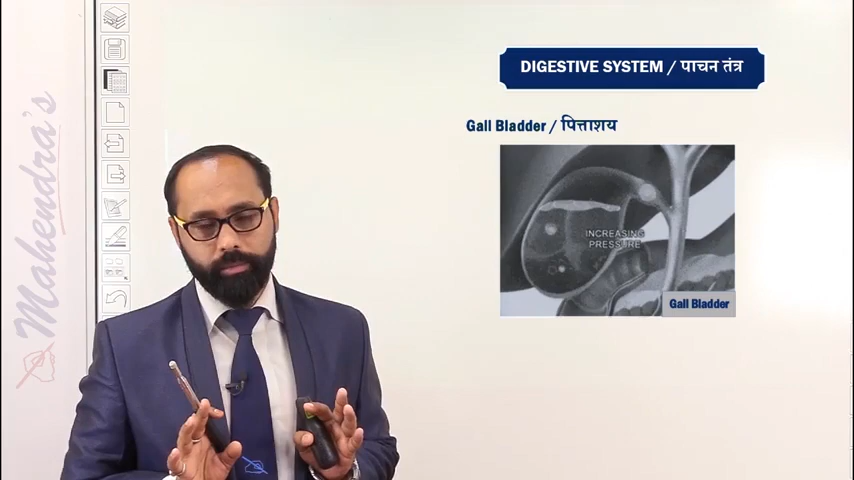 Mahendra's
DIGESTIVE SYSTEM / पाचन तंत्र
Gall Bladder / पित्ताशय
INCREASING
PRESSURE
Gall Bladder